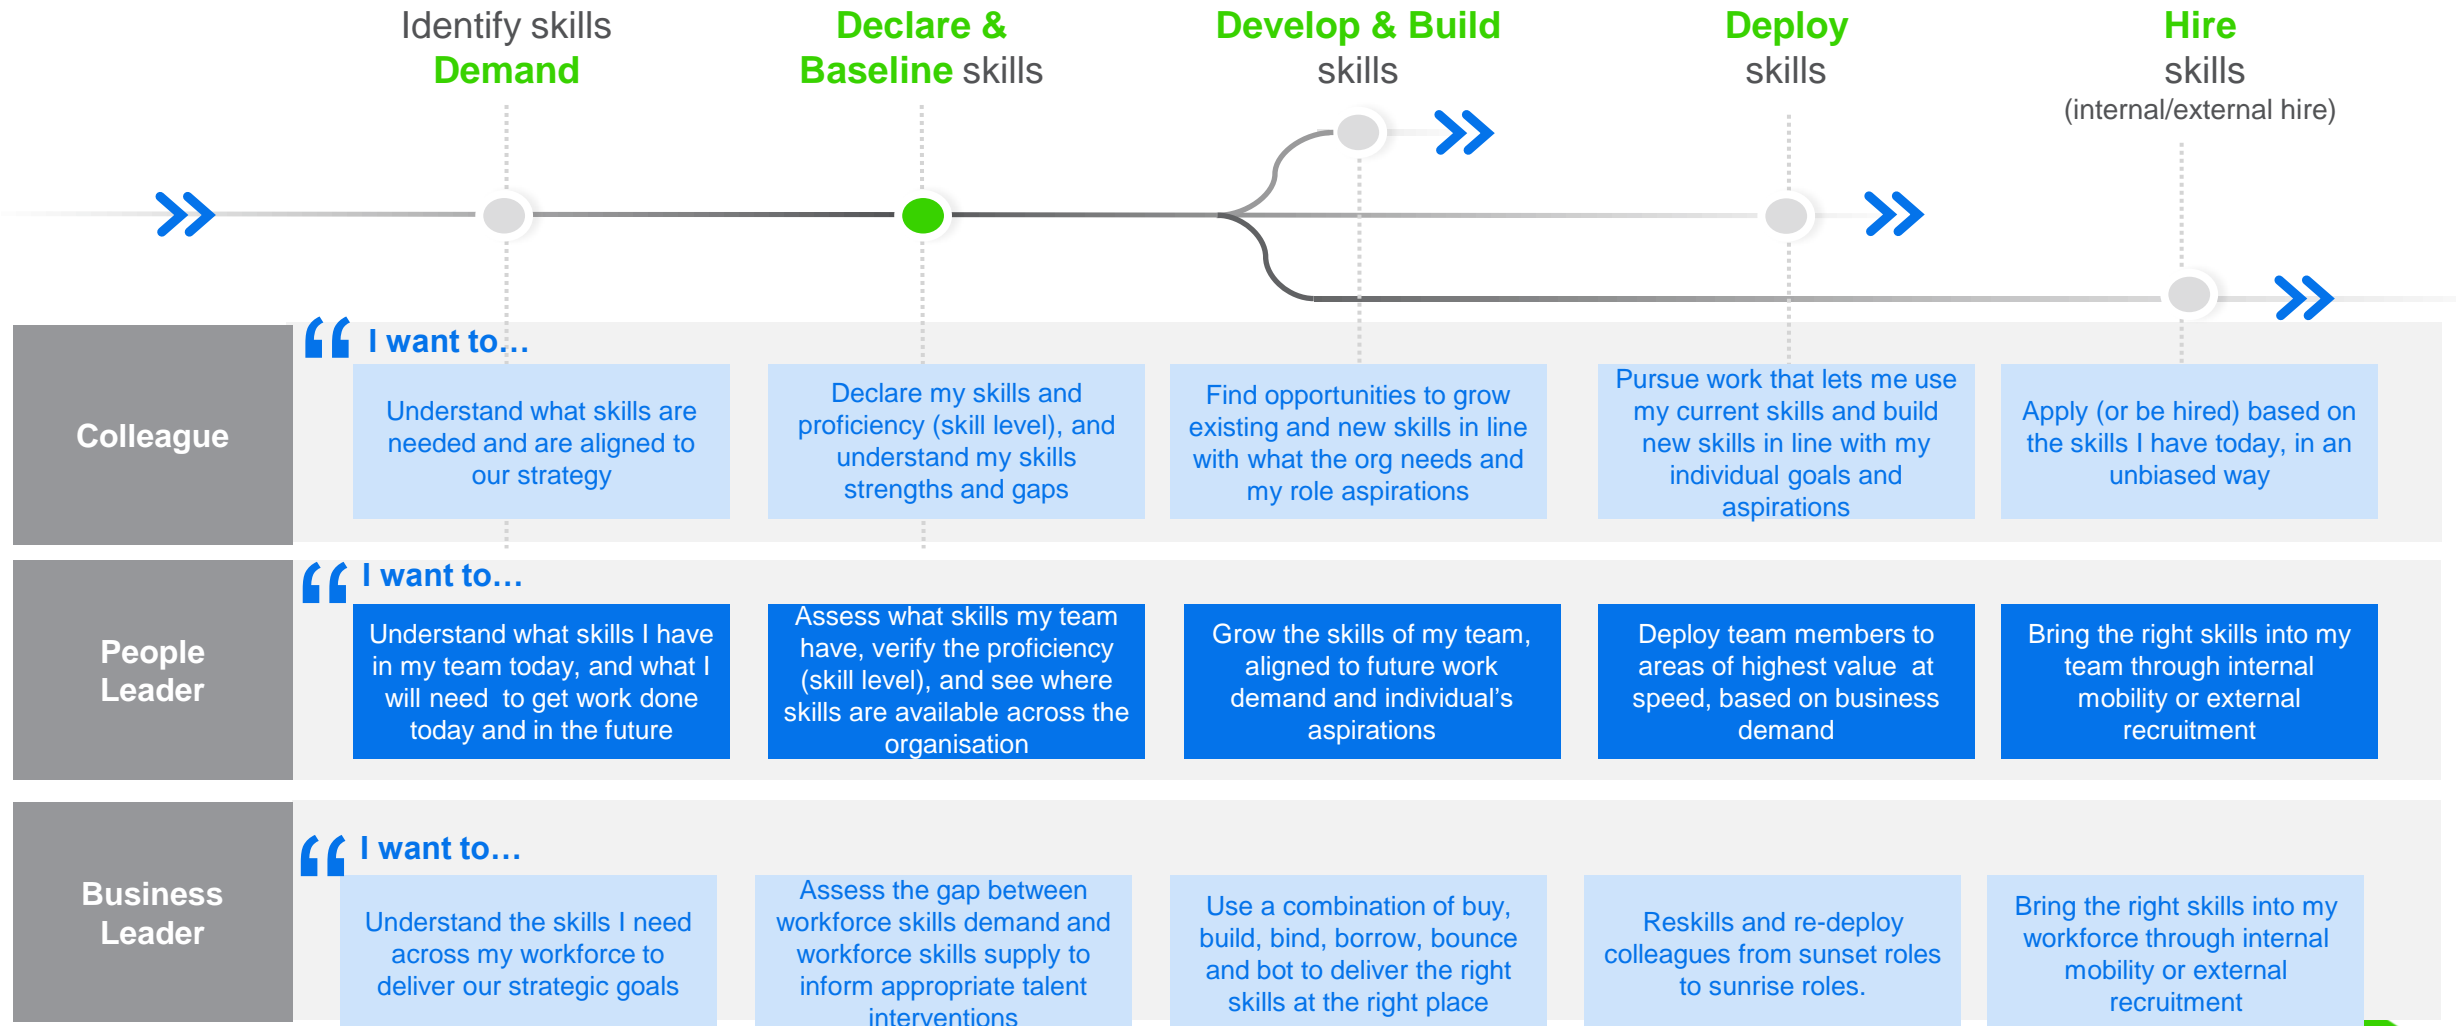 Identify skills
Demand
Declare &
Baseline skills
Develop & Build
skills
Deploy
skills
Hire
skills
(internal/external hire)
Colleague
“ I want to…
Understand what skills are
needed and are aligned to
our strategy
Declare my skills and
proficiency (skill level), and
understand my skills
strengths and gaps
Find opportunities to grow
existing and new skills in line
with what the org needs and
my role aspirations
Pursue work that lets me use
my current skills and build
new skills in line with my
individual goals and
aspirations
Apply (or be hired) based on
the skills I have today, in an
unbiased way
People
Leader
“ I want to…
Understand what skills I have
in my team today, and what I
will need  to get work done
today and in the future
Assess what skills my team
have, verify the proficiency
(skill level), and see where
skills are available across the
organisation
Grow the skills of my team,
aligned to future work
demand and individual’s
aspirations
Deploy team members to
areas of highest value  at
speed, based on business
demand
Bring the right skills into my
team through internal
mobility or external
recruitment
Business
Leader
“ I want to…
Understand the skills I need
across my workforce to
deliver our strategic goals
Assess the gap between
workforce skills demand and
workforce skills supply to
inform appropriate talent
interventions
Use a combination of buy,
build, bind, borrow, bounce
and bot to deliver the right
skills at the right place
Reskills and re-deploy
colleagues from sunset roles
to sunrise roles.
Bring the right skills into my
workforce through internal
mobility or external
recruitment